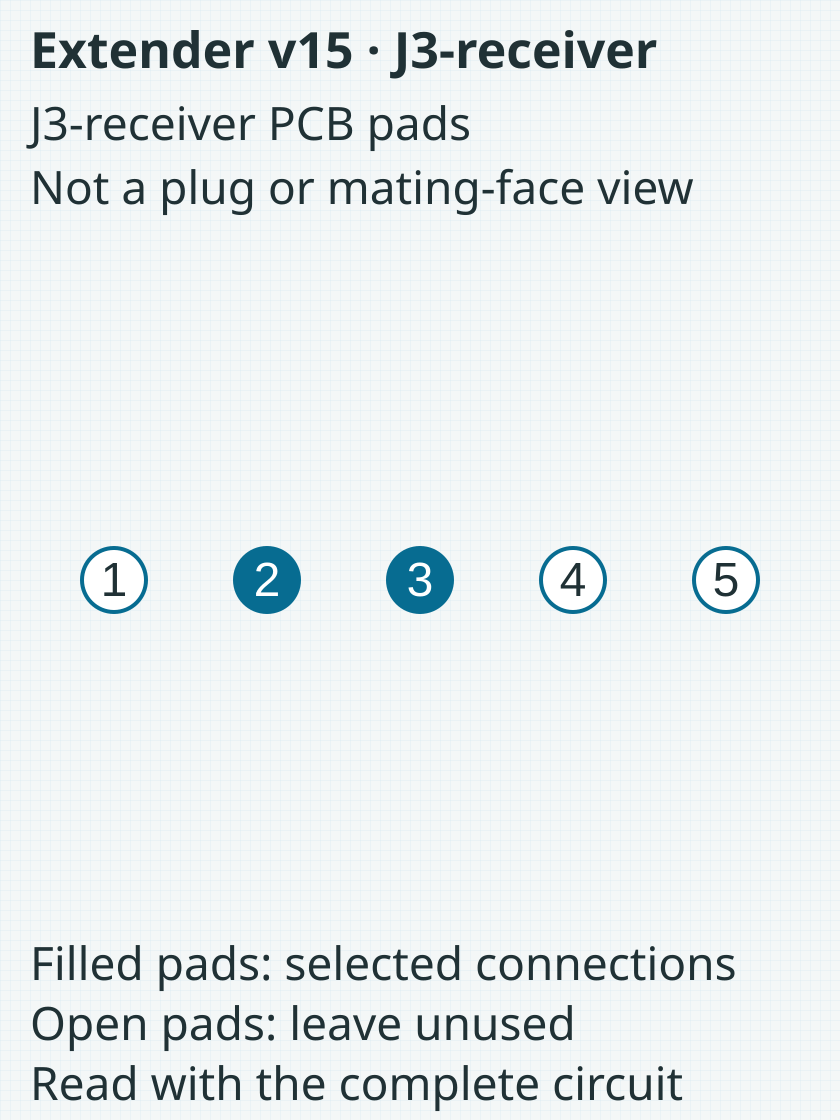 Extender v15 · J3-receiver
J3-receiver PCB pads
Not a plug or mating-face view
1 2 3 4 5
Filled pads: selected connections
Open pads: leave unused
Read with the complete circuit